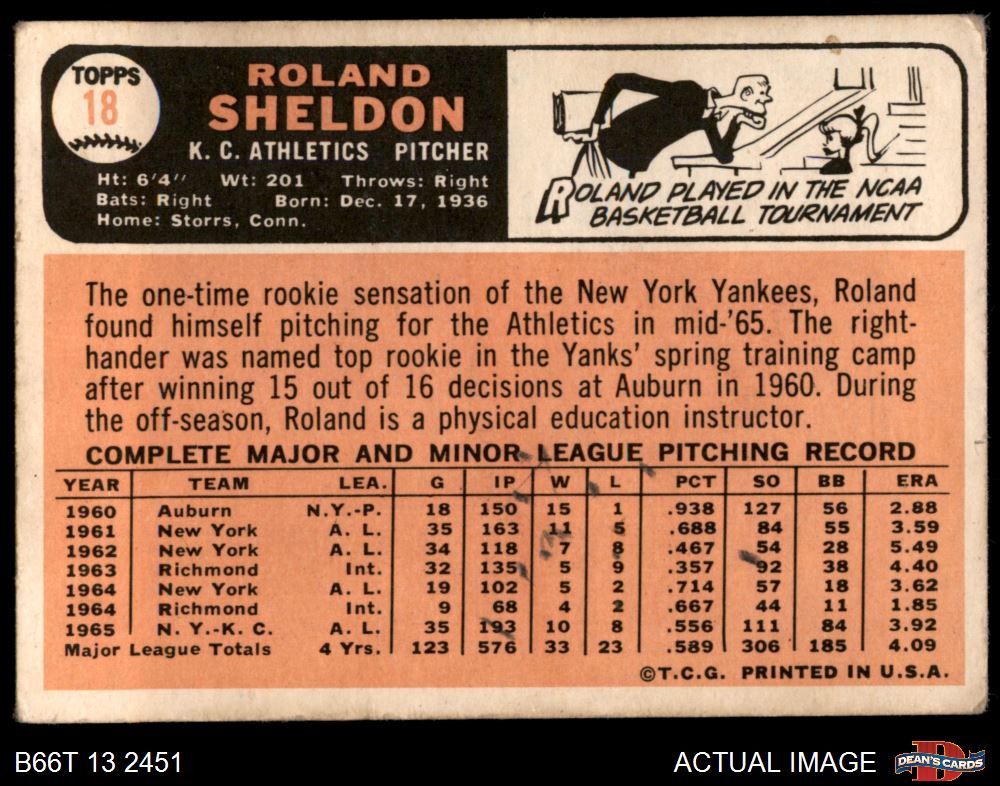 TOPPS
18
ROLAND
SHELDON
K. C. ATHLETICS PITCHER
Ht: 6'4" Wt: 201 Throws: Right
Bats: Right Born: Dec. 17, 1936
Home: Storrs, Conn.
ROLAND PLAYED IN THE NCAA
BASKETBALL TOURNAMENT
The one-time rookie sensation of the New York Yankees, Roland
found himself pitching for the Athletics in mid-'65. The right-
hander was named top rookie in the Yanks' spring training camp
after winning 15 out of 16 decisions at Auburn in 1960. During
the off-season, Roland is a physical education instructor.
COMPLETE MAJOR AND MINOR LEAGUE PITCHING RECORD
YEAR TEAM LEA. G IP W L PCT SO BB ERA
1960 Auburn N.Y.-P. 18 150 15 1 .938 127 56 2.88
1961 New York A. L. 35 163 11 5 .688 84 55 3.59
1962 New York A. L. 34 118 7 8 .467 54 28 5.49
1963 Richmond Int. 32 135 5 9 .357 92 38 4.40
1964 New York A. L. 19 102 5 2 .714 57 18 3.62
1964 Richmond Int. 9 68 4 2 .667 44 11 1.85
1965 N. Y.-K. C. A. L. 35 193 10 8 .556 111 84 3.92
Major League Totals 4 Yrs. 123 576 33 23 .589 306 185 4.09
©T.C.G. PRINTED IN U.S.A.
B66T 13 2451
ACTUAL IMAGE
DEAN'S CARDS